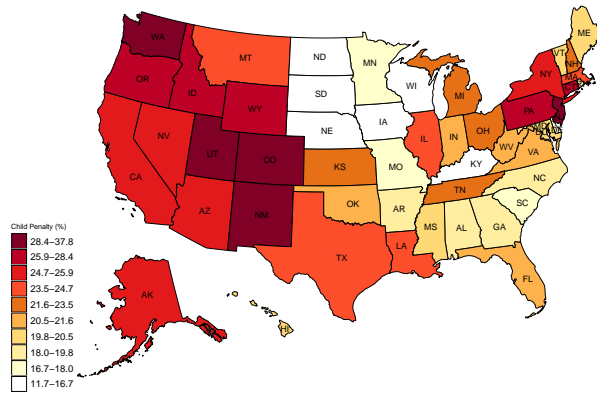 WA
ME
MT
ND
VT
MN
NH
OR
NY
MA
ID
SD
WI
WY
MI
CT
PA
NE
IA
NV
OH
IL
IN
UT
CO
WV
KS
MO
KY
VA
CA
NC
TN
OK
AZ
NM
AR
SC
MS
AL
GA
TX
LA
FL
AK
HI
Child Penalty (%)
28.4–37.8
25.9–28.4
24.7–25.9
23.5–24.7
21.6–23.5
20.5–21.6
19.8–20.5
18.0–19.8
16.7–18.0
11.7–16.7